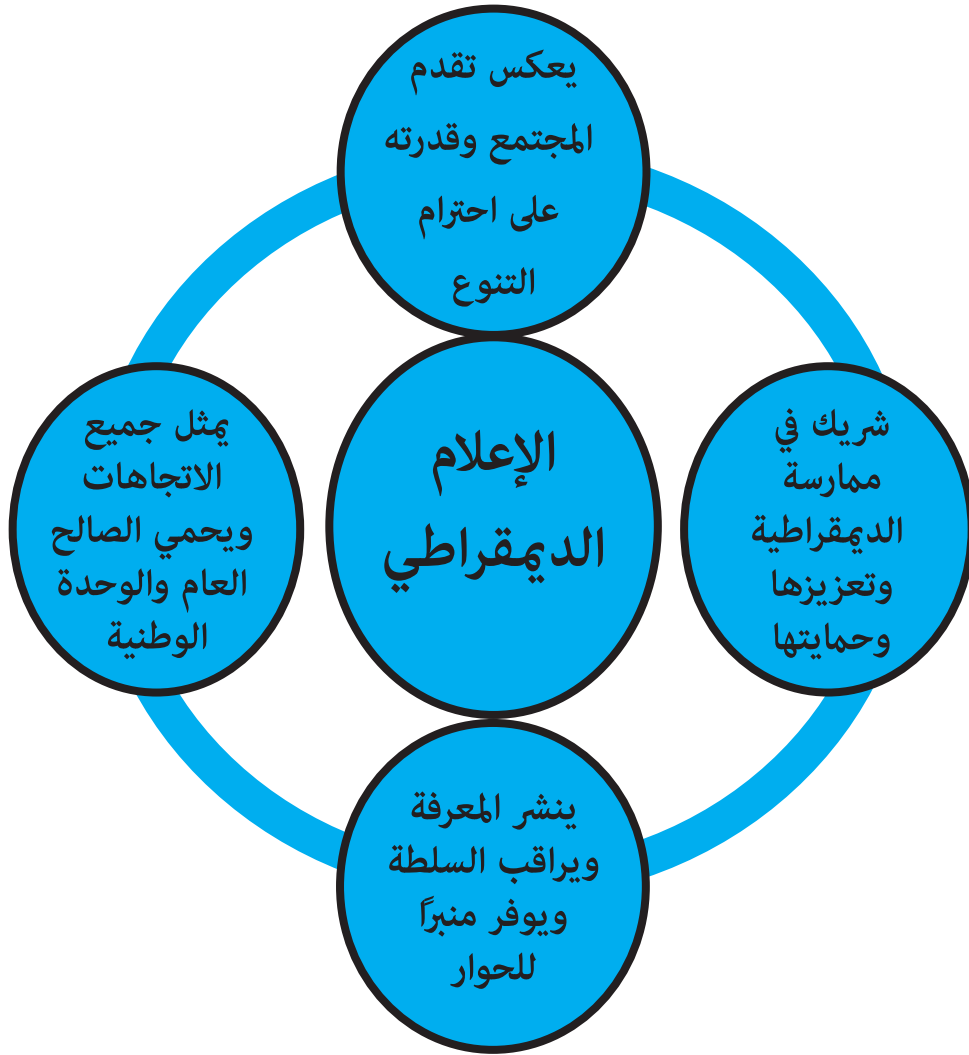 يعكس تقدم
المجتمع وقدرته
على احترام
التنوع
شريك في
ممارسة
الديمقراطية
وتعزيزها
وحمايتها
الإعلام
الديمقراطي
يمثل جميع
الاتجاهات
ويحمي الصالح
العام والوحدة
الوطنية
ينشر المعرفة
ويراقب السلطة
ويوفر منبرًا
للحوار